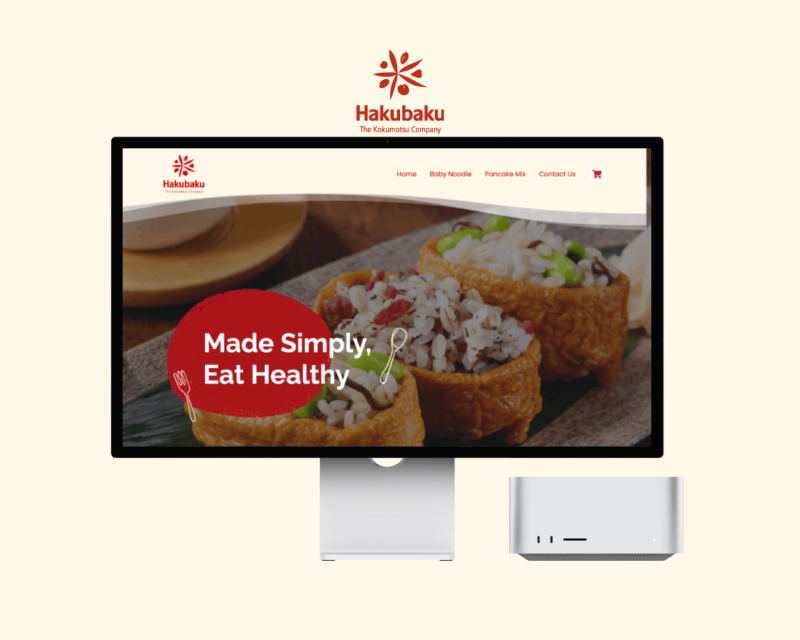 Hakubaku
The Kokumotsu Company
Hakubaku
The Kokumotsu Company
Home Baby Noodle Pancake Mix Contact Us
Made Simply,
Eat Healthy